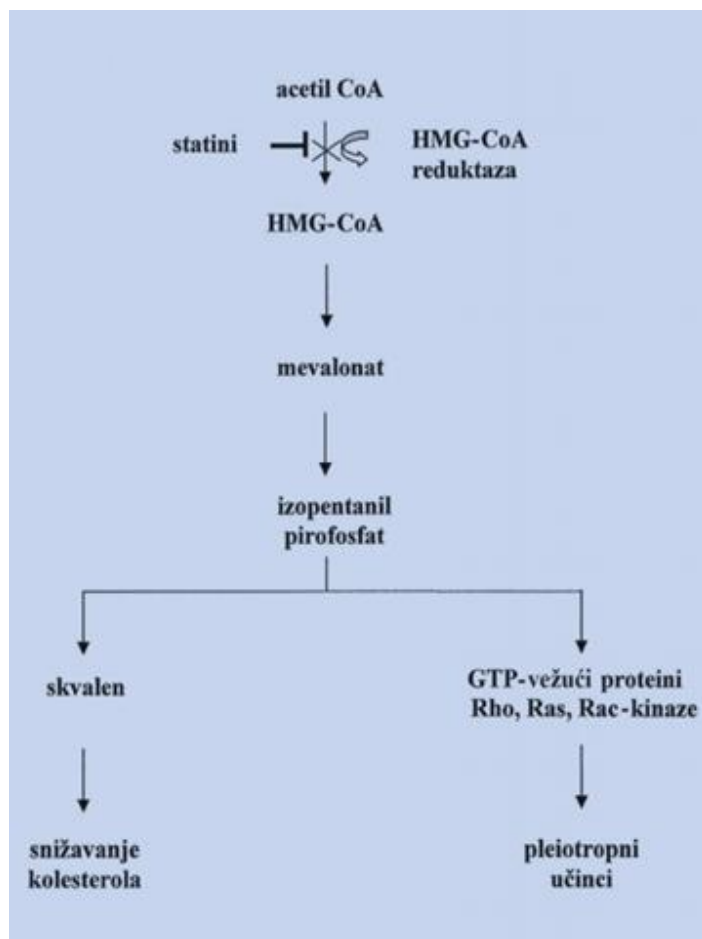 acetil CoA
statini
HMG-CoA
reduktaza
HMG-CoA
mevalonat
izopentanil
pirofosfat
skvalen
GTP-vežući proteini
Rho, Ras, Rac-kinaze
snižavanje
kolesterola
pleiotropni
učinci